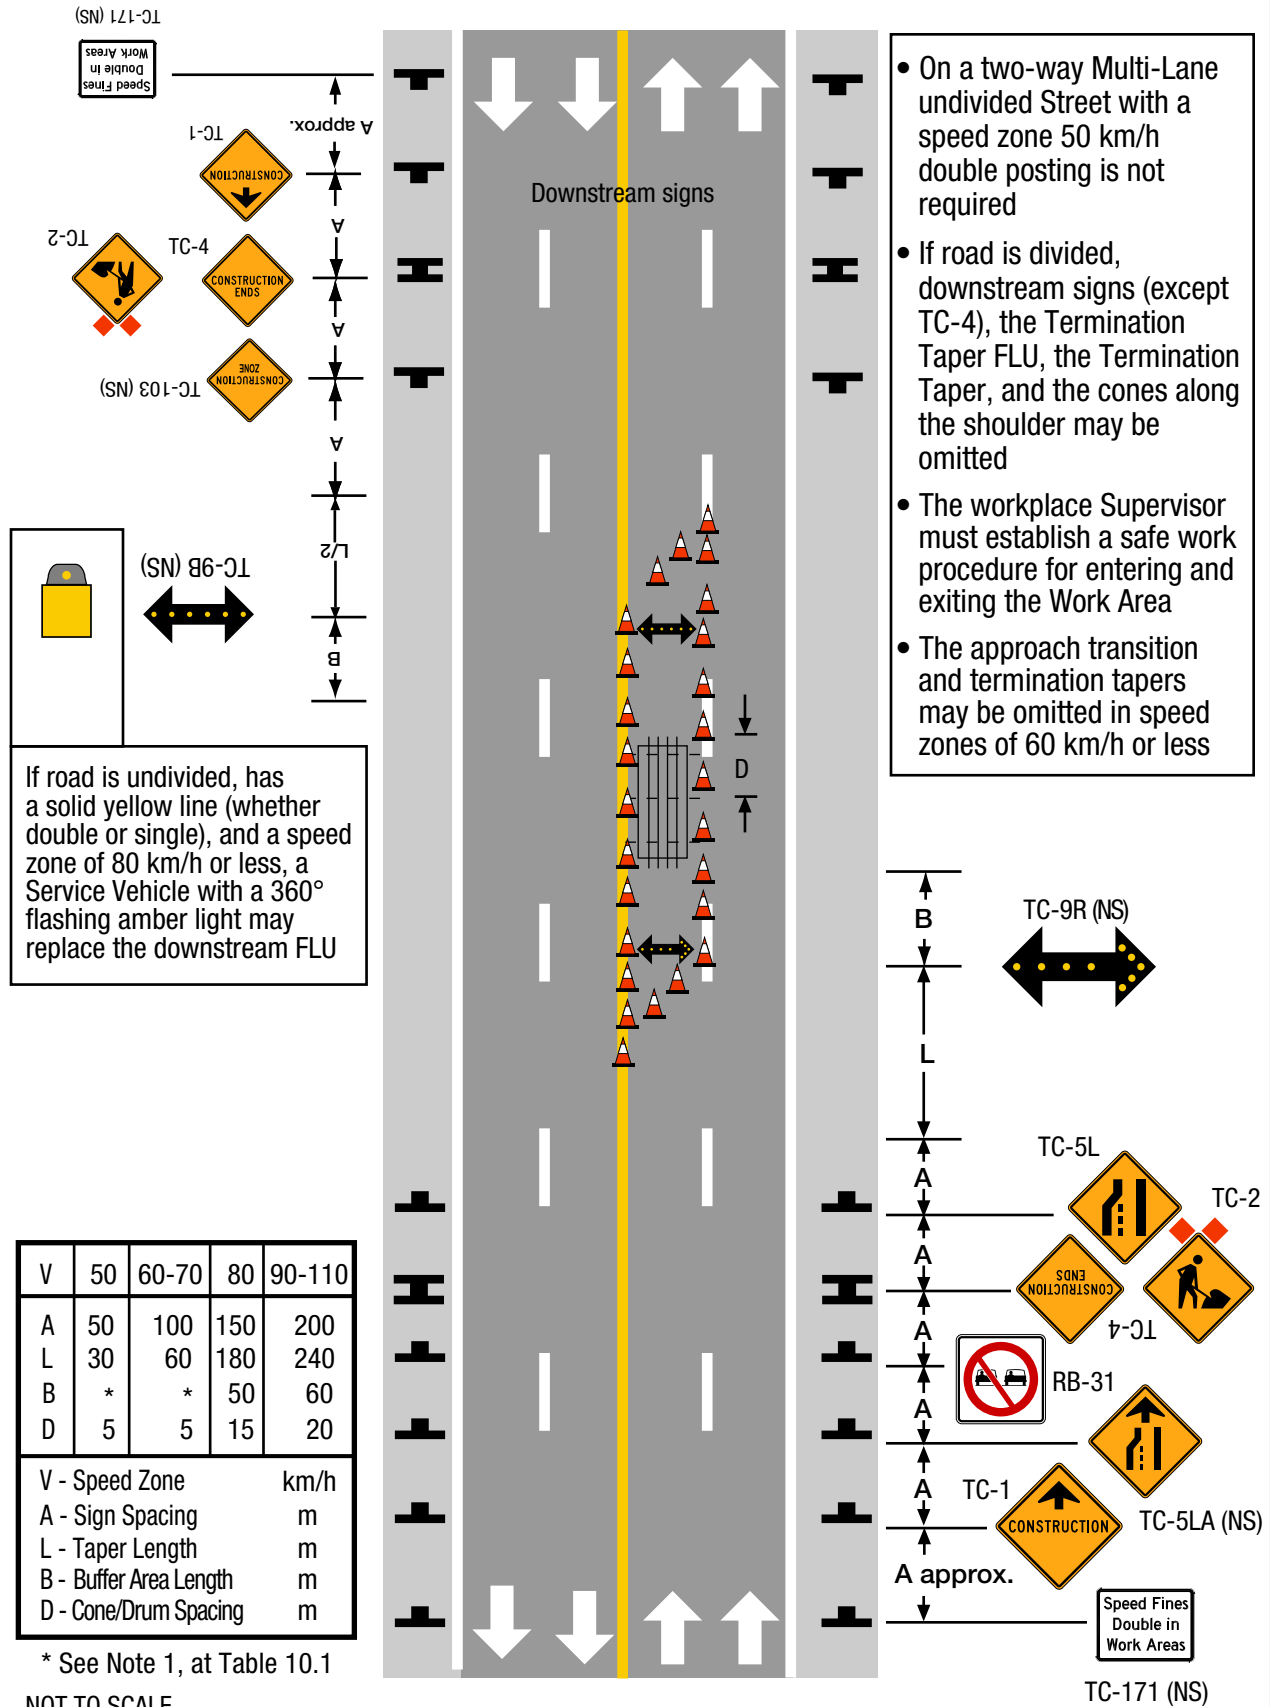 TC-171 (NS)
Speed Fines
Double in
Work Areas
A approx.
TC-1
CONSTRUCTION
A
TC-2
TC-4
CONSTRUCTION
ENDS
A
TC-103 (NS)
CONSTRUCTION
ZONE
A
L/2
TC-9B (NS)
B
If road is undivided, has
a solid yellow line (whether
double or single), and a speed
zone of 80 km/h or less, a
Service Vehicle with a 360°
flashing amber light may
replace the downstream FLU
Downstream signs
D
• On a two-way Multi-Lane
undivided Street with a
speed zone 50 km/h
double posting is not
required
• If road is divided,
downstream signs (except
TC-4), the Termination
Taper FLU, the Termination
Taper, and the cones along
the shoulder may be
omitted
• The workplace Supervisor
must establish a safe work
procedure for entering and
exiting the Work Area
• The approach transition
and termination tapers
may be omitted in speed
zones of 60 km/h or less
B
TC-9R (NS)
L
TC-5L
A
TC-2
A
CONSTRUCTION
ENDS
TC-4
A
RB-31
A
A
TC-1
CONSTRUCTION
TC-5LA (NS)
A approx.
Speed Fines
Double in
Work Areas
TC-171 (NS)
V 50 60-70 80 90-110
A 50 100 150 200
L 30 60 180 240
B * * 50 60
D 5 5 15 20
V - Speed Zone km/h
A - Sign Spacing m
L - Taper Length m
B - Buffer Area Length m
D - Cone/Drum Spacing m
* See Note 1, at Table 10.1
NOT TO SCALE